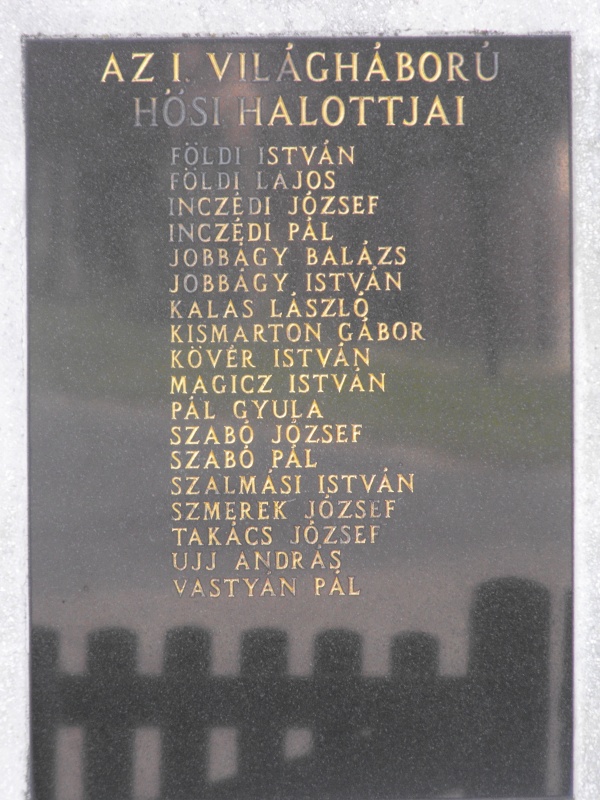 AZ I. VILÁGHÁBORÚ
HŐSI HALOTTJAI
FÖLDI ISTVÁN
FÖLDI LAJOS
INCZÉDI JÓZSEF
INCZÉDI PÁL
JOBBÁGY BALÁZS
JOBBÁGY ISTVÁN
KALAS LÁSZLÓ
KISMARTON GÁBOR
KÖVÉR ISTVÁN
MAGICZ ISTVÁN
PÁL GYULA
SZABÓ JÓZSEF
SZABÓ PÁL
SZALMÁSI ISTVÁN
SZMEREK JÓZSEF
TAKÁCS JÓZSEF
UJJ ANDRÁS
VASTYÁN PÁL